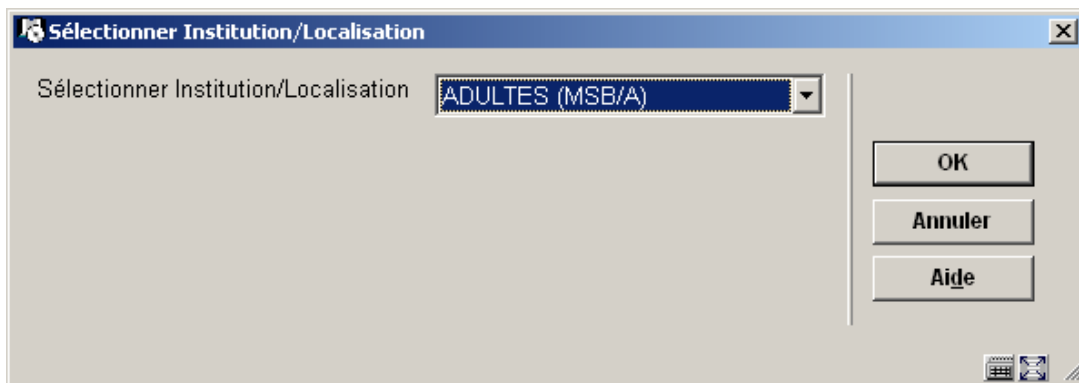 Sélectionner Institution/Localisation
Sélectionner Institution/Localisation ADULTES (MSB/A)
OK
Annuler
Aide